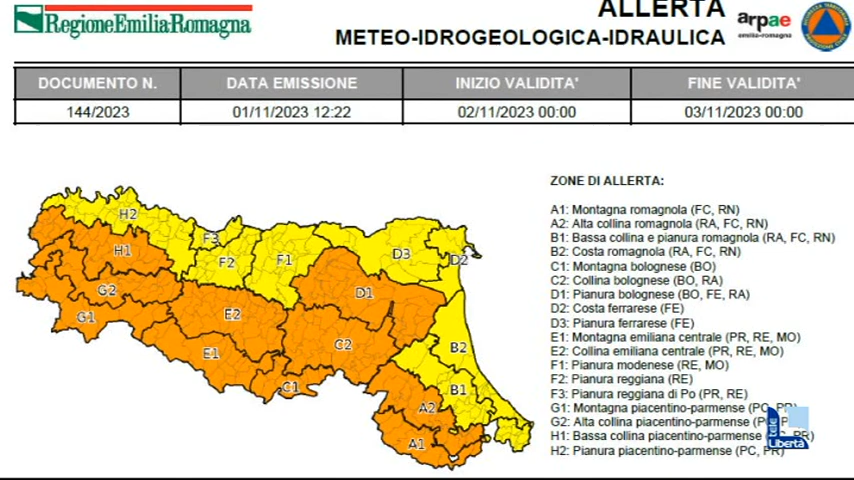 RegioneEmilia-Romagna
ALLERTA
METEO-IDROGEOLOGICA-IDRAULICA
arpae
emilia-romagna
DOCUMENTO N. DATA EMISSIONE INIZIO VALIDITA' FINE VALIDITA'
144/2023 01/11/2023 12:22 02/11/2023 00:00 03/11/2023 00:00
ZONE DI ALLERTA:
A1: Montagna romagnola (FC, RN)
A2: Alta collina romagnola (RA, FC, RN)
B1: Bassa collina e pianura romagnola (RA, FC, RN)
B2: Costa romagnola (RA, FC, RN)
C1: Montagna bolognese (BO)
C2: Collina bolognese (BO, RA)
D1: Pianura bolognese (BO, FE, RA)
D2: Costa ferrarese (FE)
D3: Pianura ferrarese (FE)
E1: Montagna emiliana centrale (PR, RE, MO)
E2: Collina emiliana centrale (PR, RE, MO)
F1: Pianura modenese (RE, MO)
F2: Pianura reggiana (RE)
F3: Pianura reggiana di Po (PR, RE)
G1: Montagna piacentino-parmense (PC, PR)
G2: Alta collina piacentino-parmense
H1: Bassa collina piacentino-parmense PR)
H2: Pianura piacentino-parmense (PC, PR)
H2
F3
H1
F2
F1
D3
D2
G2
D1
G1
E2
B2
E1
C2
C1
B1
A2
A1
tele
Libertà